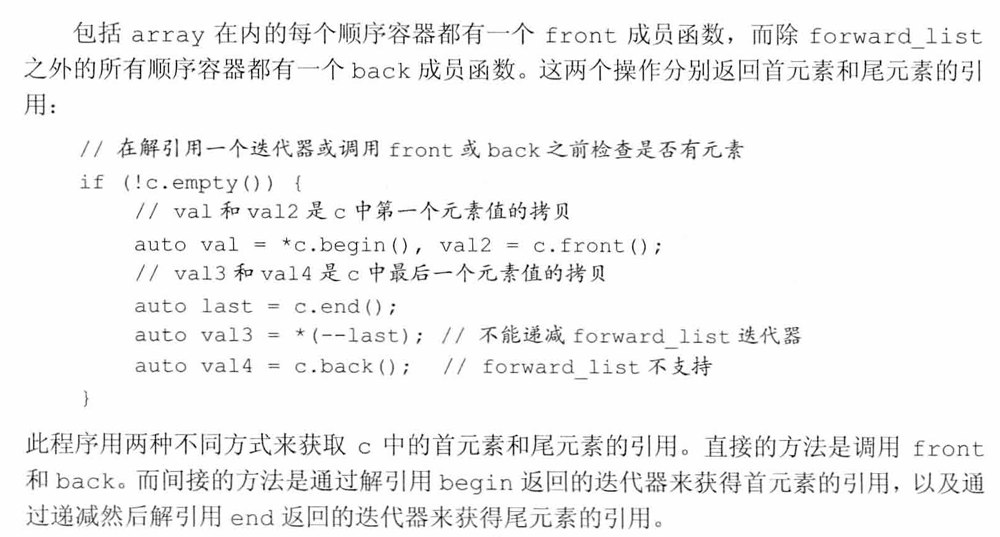 包括 array 在内的每个顺序容器都有一个 front 成员函数，而除 forward_list
之外的所有顺序容器都有一个 back 成员函数。这两个操作分别返回首元素和尾元素的引
用：
// 在解引用一个迭代器或调用 front 或 back 之前检查是否有元素
if (!c.empty()) {
// val 和 val2 是 c 中第一个元素值的拷贝
auto val = *c.begin(), val2 = c.front();
// val3 和 val4 是 c 中最后一个元素值的拷贝
auto last = c.end();
auto val3 = *(--last); // 不能递减 forward_list 迭代器
auto val4 = c.back(); // forward_list 不支持
}
此程序用两种不同方式来获取 c 中的首元素和尾元素的引用。直接的方法是调用 front
和 back。而间接的方法是通过解引用 begin 返回的迭代器来获得首元素的引用，以及通
过递减然后解引用 end 返回的迭代器来获得尾元素的引用。